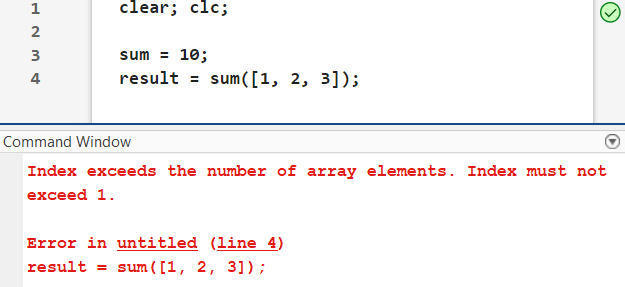 1 clear; clc;
2
3 sum = 10;
4 result = sum([1, 2, 3]);
Command Window
Index exceeds the number of array elements. Index must not
exceed 1.
Error in untitled (line 4)
result = sum([1, 2, 3]);